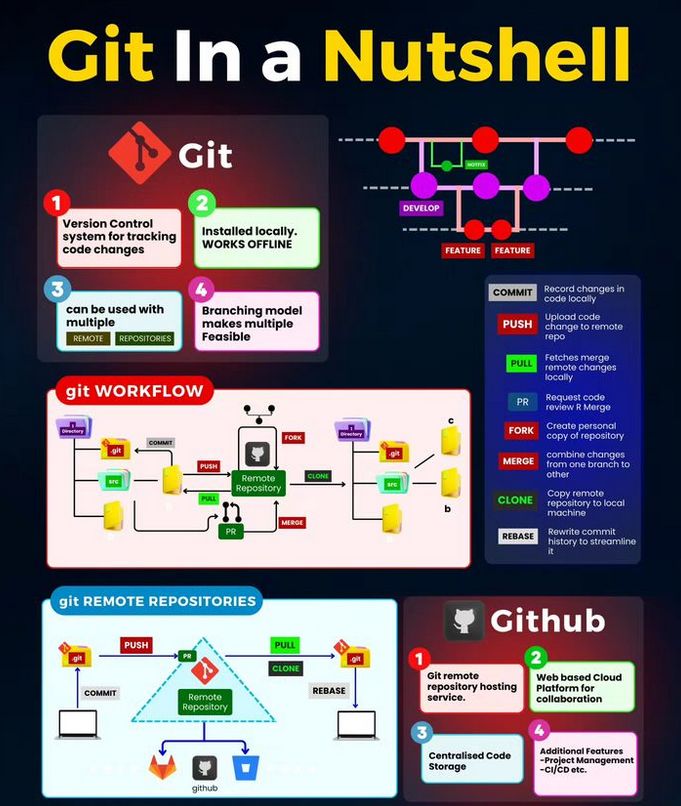 Git In a Nutshell
Git
1
Version Control
system for tracking
code changes
2
Installed locally.
WORKS OFFLINE
3
can be used with
multiple
REMOTE
REPOSITORIES
4
Branching model
makes multiple
Feasible
HOTFIX
DEVELOP
FEATURE
FEATURE
COMMIT
Record changes in
code locally
PUSH
Upload code
change to remote
repo
PULL
Fetches merge
remote changes
locally
PR
Request code
review R Merge
FORK
Create personal
copy of repository
MERGE
combine changes
from one branch to
other
CLONE
Copy remote
repository to local
machine
REBASE
Rewrite commit
history to streamline
it
git WORKFLOW
Directory
.git
src
COMMIT
PUSH
PULL
FORK
Remote
Repository
PR
MERGE
CLONE
Directory
.git
src
c
b
git REMOTE REPOSITORIES
.git
PUSH
COMMIT
PR
Remote
Repository
PULL
CLONE
.git
REBASE
github
Github
1
Git remote
repository hosting
service.
2
Web based Cloud
Platform for
collaboration
3
Centralised Code
Storage
4
Additional Features
-Project Management
-CI/CD etc.